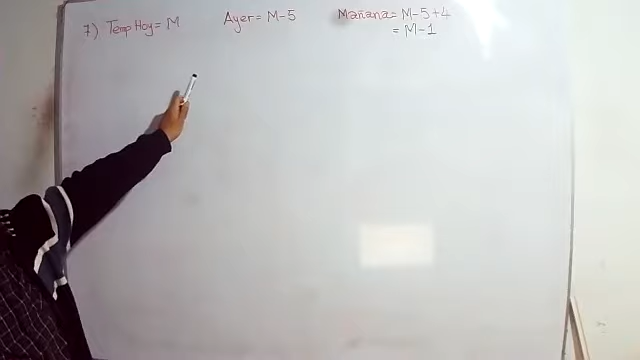 7) Temp Hoy = M Ayer = M-5 Mañana = M-5+4
= M-1